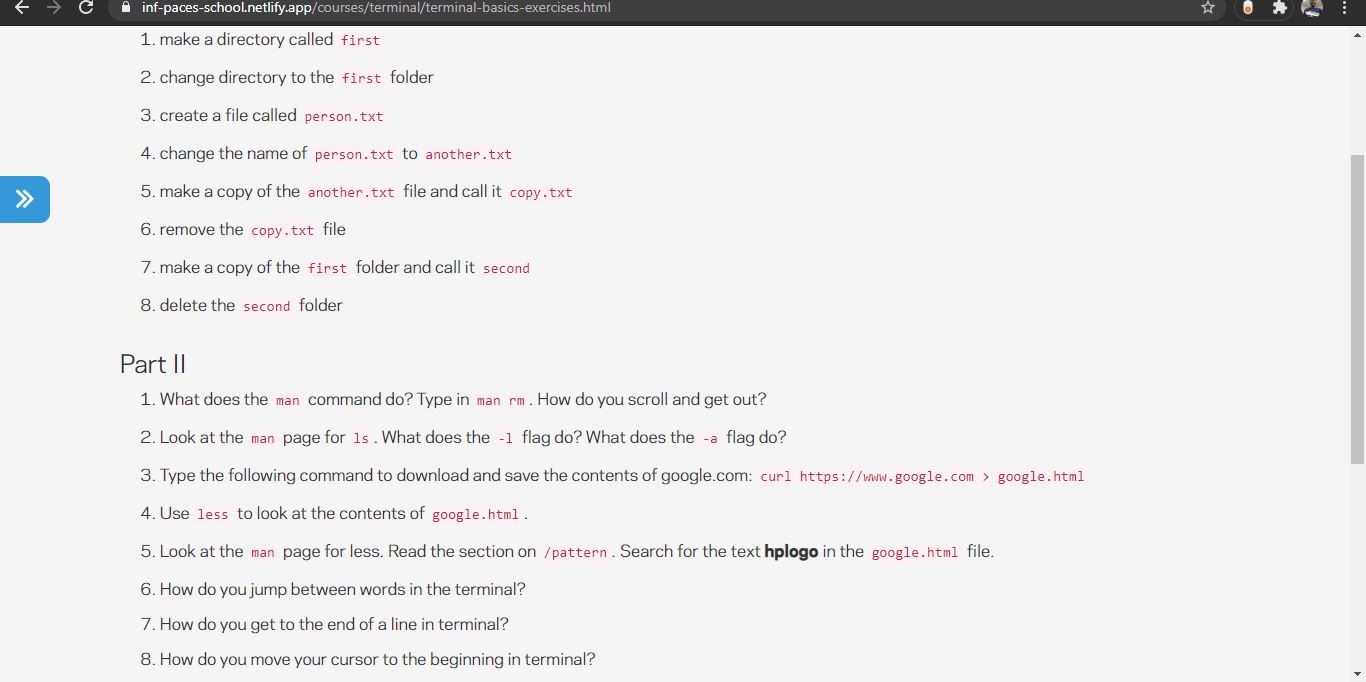 inf-paces-school.netlify.app/courses/terminal/terminal-basics-exercises.html
1. make a directory called first
2. change directory to the first folder
3. create a file called person.txt
4. change the name of person.txt to another.txt
5. make a copy of the another.txt file and call it copy.txt
6. remove the copy.txt file
7. make a copy of the first folder and call it second
8. delete the second folder
Part II
1. What does the man command do? Type in man rm . How do you scroll and get out?
2. Look at the man page for ls . What does the -l flag do? What does the -a flag do?
3. Type the following command to download and save the contents of google.com: curl https://www.google.com > google.html
4. Use less to look at the contents of google.html .
5. Look at the man page for less. Read the section on /pattern . Search for the text hplogo in the google.html file.
6. How do you jump between words in the terminal?
7. How do you get to the end of a line in terminal?
8. How do you move your cursor to the beginning in terminal?